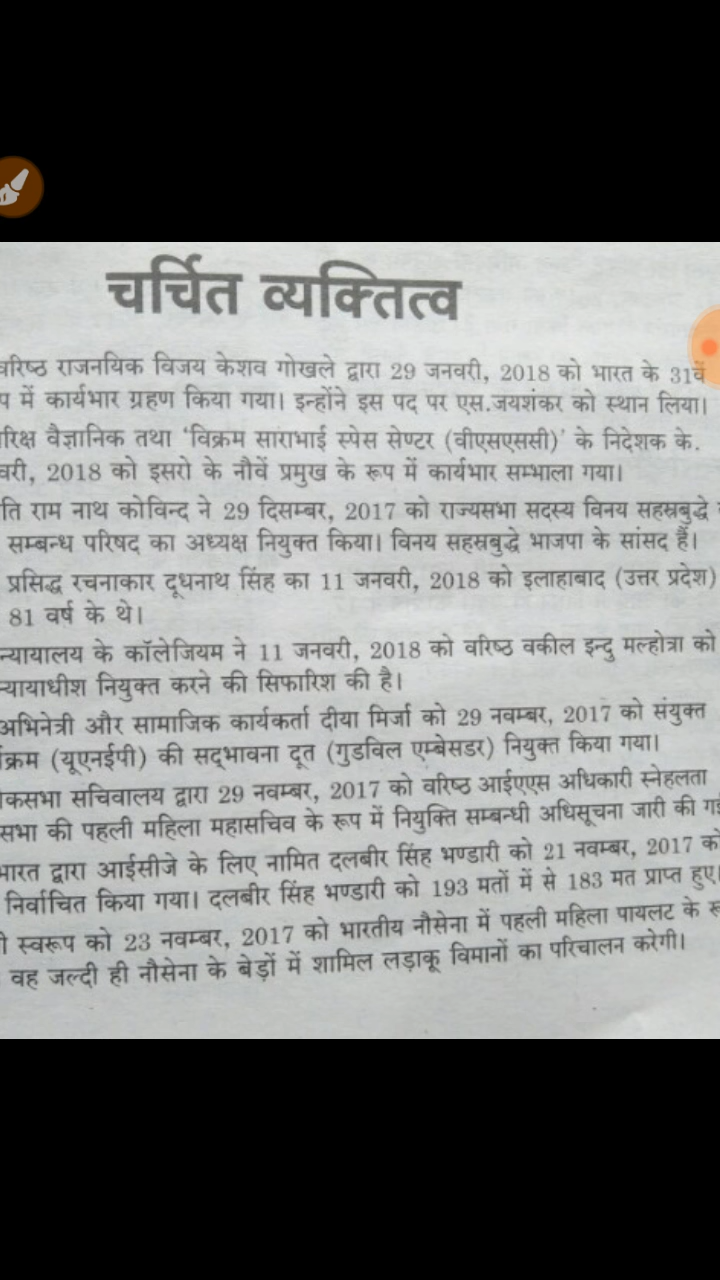 चर्चित व्यक्तित्व
वरिष्ठ राजनयिक विजय केशव गोखले द्वारा 29 जनवरी, 2018 को भारत के 31वें
प में कार्यभार ग्रहण किया गया। इन्होंने इस पद पर एस.जयशंकर को स्थान लिया।
रिक्ष वैज्ञानिक तथा 'विक्रम साराभाई स्पेस सेण्टर (वीएसएससी)' के निदेशक के.
वरी, 2018 को इसरो के नौवें प्रमुख के रूप में कार्यभार सम्भाला गया।
ति राम नाथ कोविन्द ने 29 दिसम्बर, 2017 को राज्यसभा सदस्य विनय सहस्रबुद्धे
सम्बन्ध परिषद का अध्यक्ष नियुक्त किया। विनय सहस्रबुद्धे भाजपा के सांसद हैं।
प्रसिद्ध रचनाकार दूधनाथ सिंह का 11 जनवरी, 2018 को इलाहाबाद (उत्तर प्रदेश)
81 वर्ष के थे।
न्यायालय के कॉलेजियम ने 11 जनवरी, 2018 को वरिष्ठ वकील इन्दु मल्होत्रा को
न्यायाधीश नियुक्त करने की सिफारिश की है।
अभिनेत्री और सामाजिक कार्यकर्ता दीया मिर्जा को 29 नवम्बर, 2017 को संयुक्त
क्रम (यूएनईपी) की सद्भावना दूत (गुडविल एम्बेसडर) नियुक्त किया गया।
कसभा सचिवालय द्वारा 29 नवम्बर, 2017 को वरिष्ठ आईएएस अधिकारी स्नेहलता
सभा की पहली महिला महासचिव के रूप में नियुक्ति सम्बन्धी अधिसूचना जारी की गई
भारत द्वारा आईसीजे के लिए नामित दलबीर सिंह भण्डारी को 21 नवम्बर, 2017 को
निर्वाचित किया गया। दलबीर सिंह भण्डारी को 193 मतों में से 183 मत प्राप्त हुए।
ी स्वरूप को 23 नवम्बर, 2017 को भारतीय नौसेना में पहली महिला पायलट के रू
वह जल्दी ही नौसेना के बेड़ों में शामिल लड़ाकू विमानों का परिचालन करेगी।